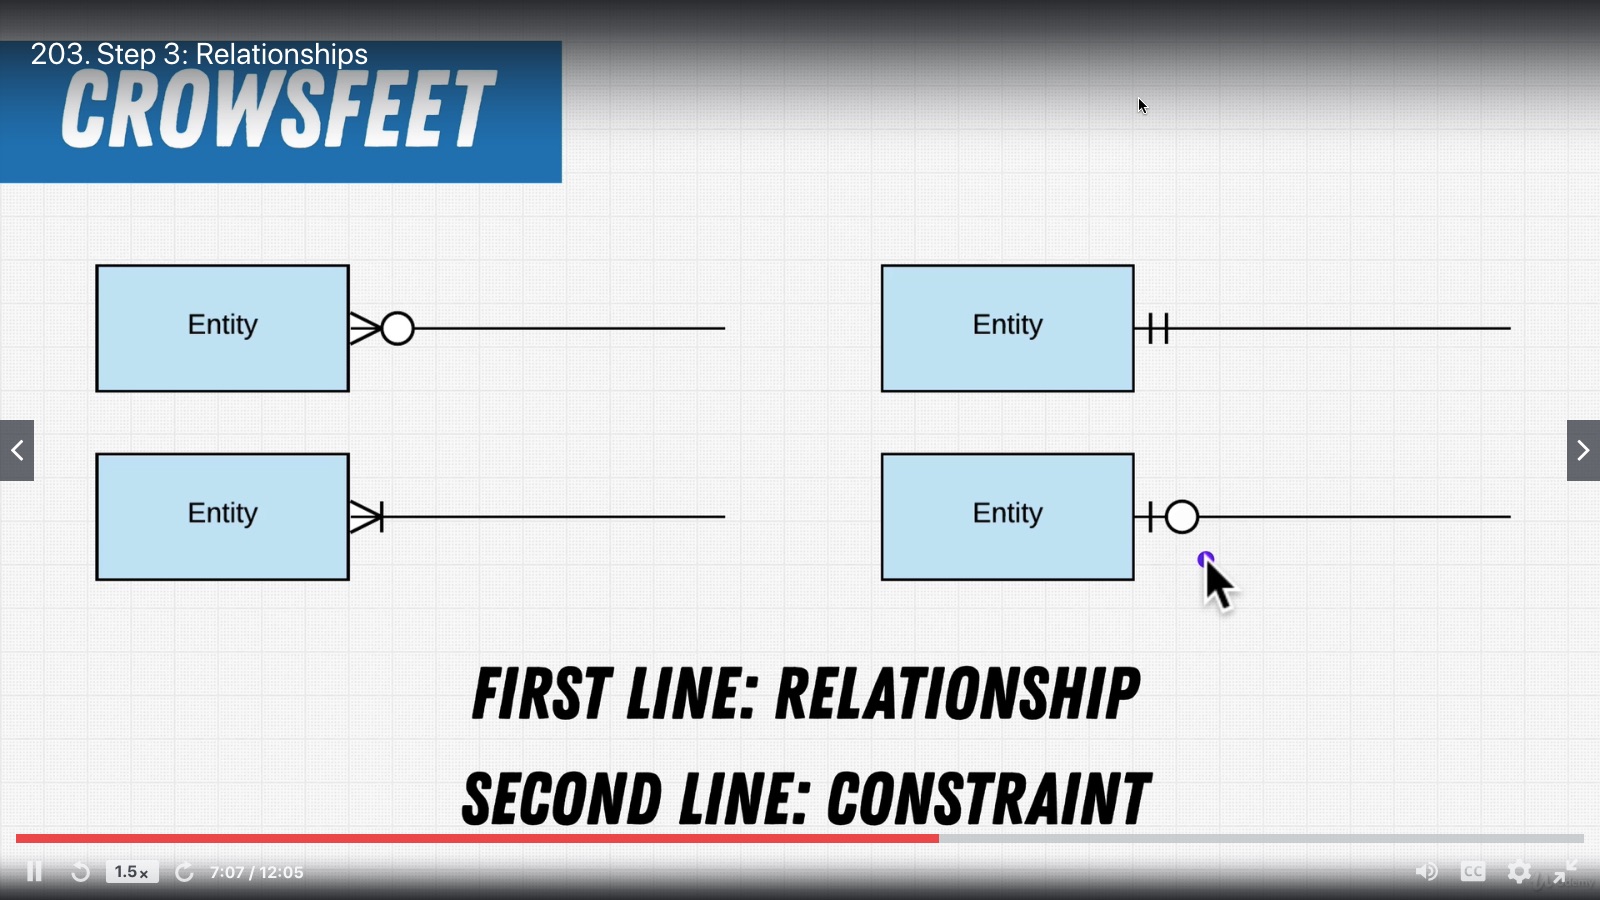 203. Step 3: Relationships
CROWSFEET
Entity
Entity
Entity
Entity
FIRST LINE: RELATIONSHIP
SECOND LINE: CONSTRAINT
1.5x
7:07 / 12:05
CC